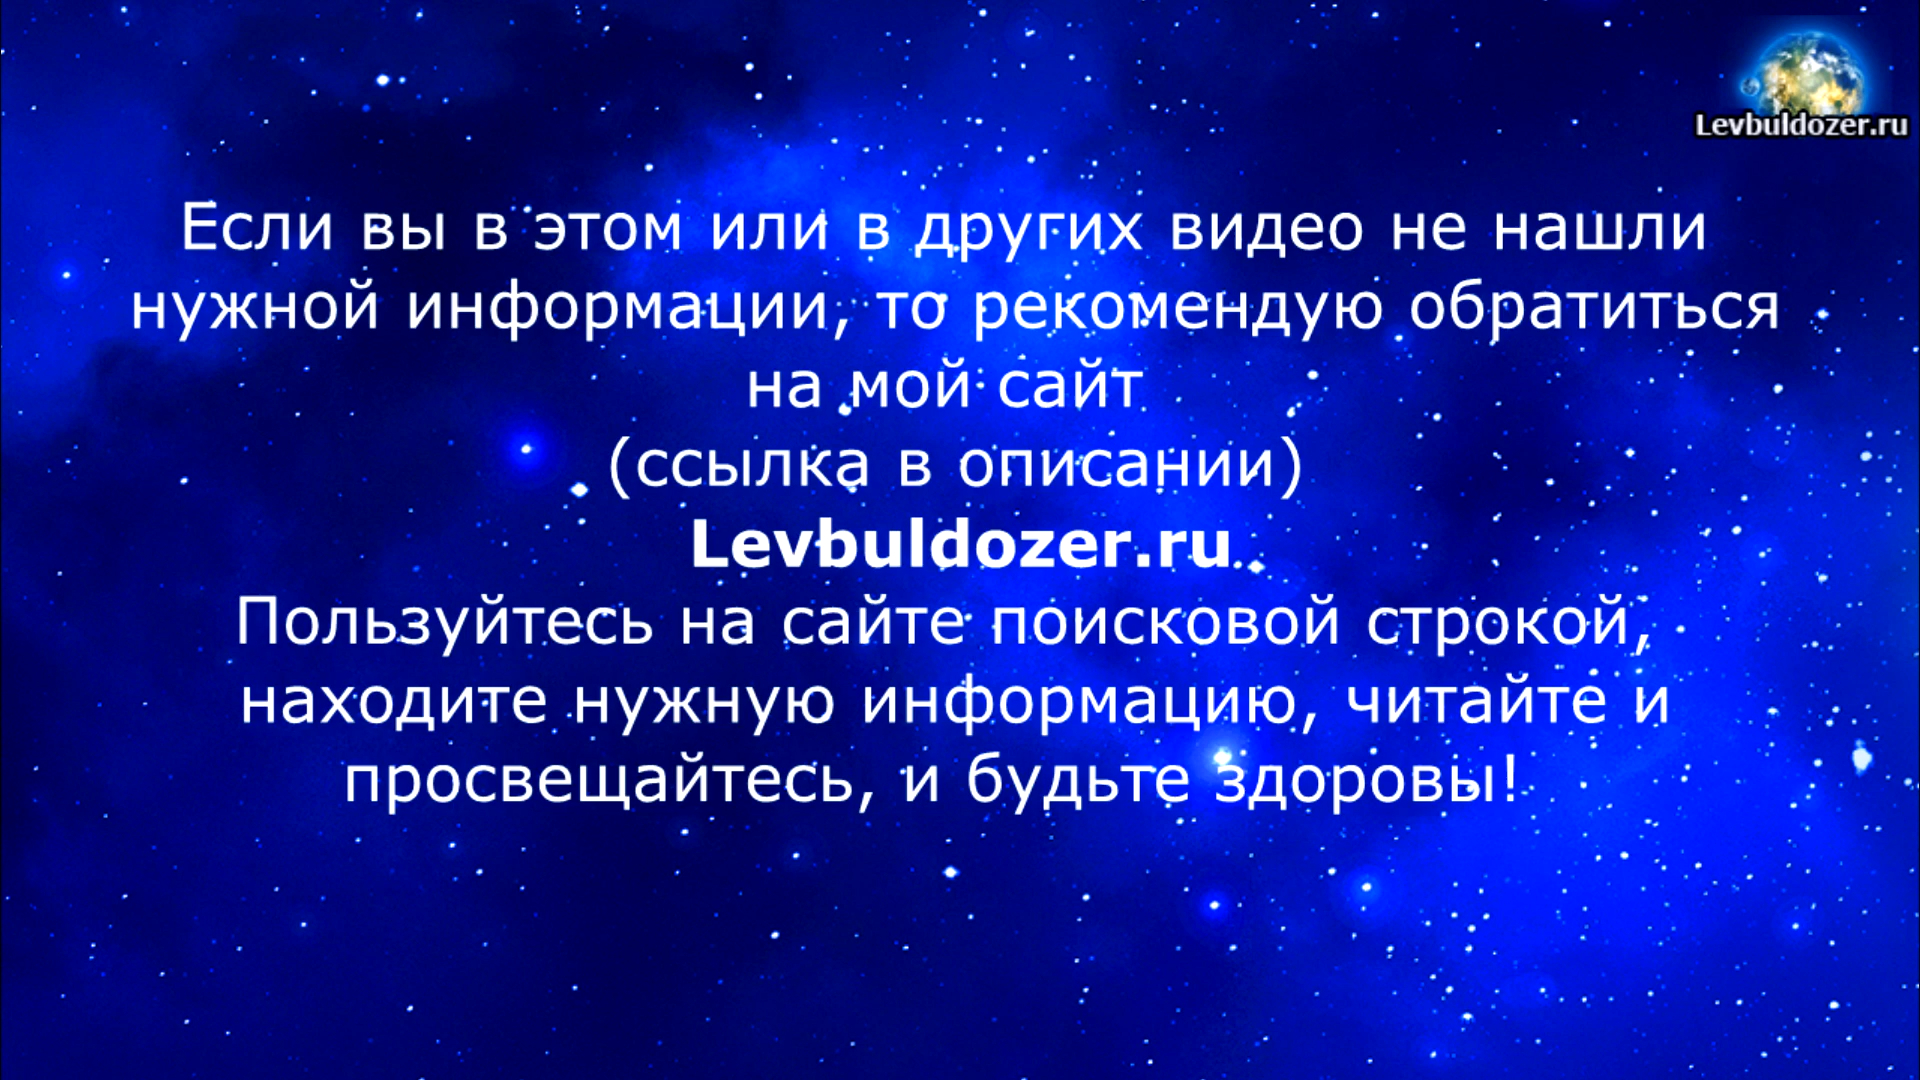 Levbuldozer.ru
Если вы в этом или в других видео не нашли
нужной информации, то рекомендую обратиться
на мой сайт
(ссылка в описании)
Levbuldozer.ru
Пользуйтесь на сайте поисковой строкой,
находите нужную информацию, читайте и
просвещайтесь, и будьте здоровы!